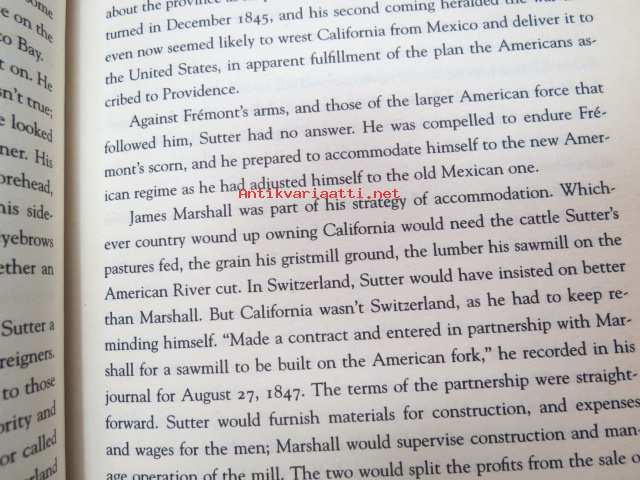 some
e on the
co Bay.
t on. He
sn't true;
e looked
ner. His
orehead,
his side-
eyebrows
ether an
Sutter a
reigners.
to those
ority and
or called
erland
about the province
turned in December 1845, and his second coming heralded the
even now seemed likely to wrest California from Mexico and deliver it to
the United States, in apparent fulfillment of the plan the Americans as-
cribed to Providence.
Against Frémont's arms, and those of the larger American force that
followed him, Sutter had no answer. He was compelled to endure Fré-
mont's scorn, and he prepared to accommodate himself to the new Amer-
ican regime as he had adjusted himself to the old Mexican one.
Antikvariaatti.net
James Marshall was part of his strategy of accommodation. Which-
ever country wound up owning California would need the cattle Sutter's
pastures fed, the grain his gristmill ground, the lumber his sawmill on the
American River cut. In Switzerland, Sutter would have insisted on better
than Marshall. But California wasn't Switzerland, as he had to keep re-
minding himself. "Made a contract and entered in partnership with Mar-
shall for a sawmill to be built on the American fork," he recorded in his
journal for August 27, 1847. The terms of the partnership were straight-
forward. Sutter would furnish materials for construction, and expenses
and wages for the men; Marshall would supervise construction and man-
age operation of the mill. The two would split the profits from the sale o